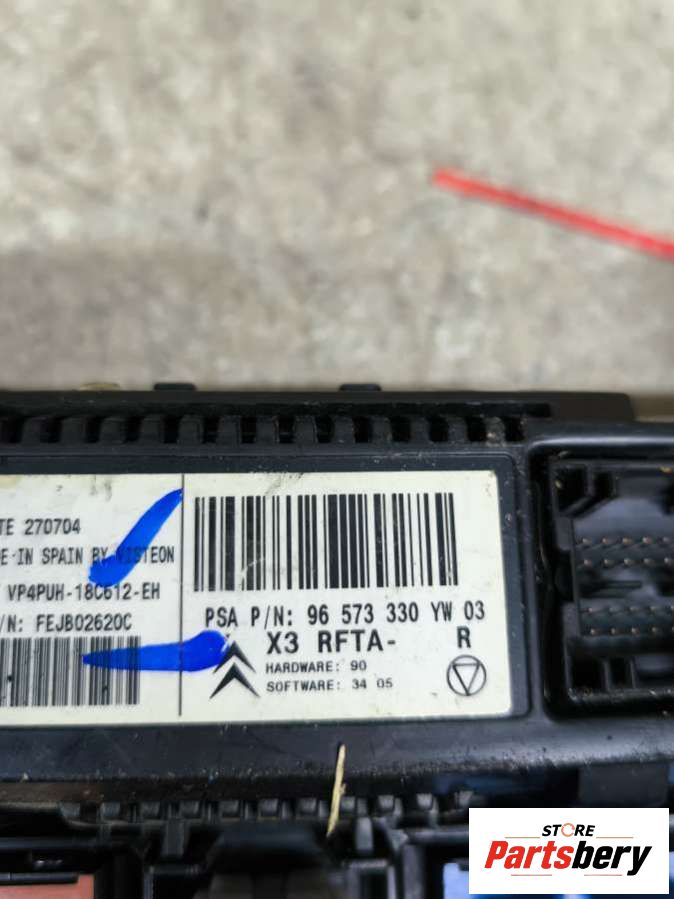 TE 270704
E IN SPAIN BY VISTEON
VP4PUH-18C612-EH
/N: FEJB02620C
PSA P/N: 96 573 330 YW 03
X3 RFTA- R
HARDWARE: 90
SOFTWARE: 34 05
STORE
Partsbery